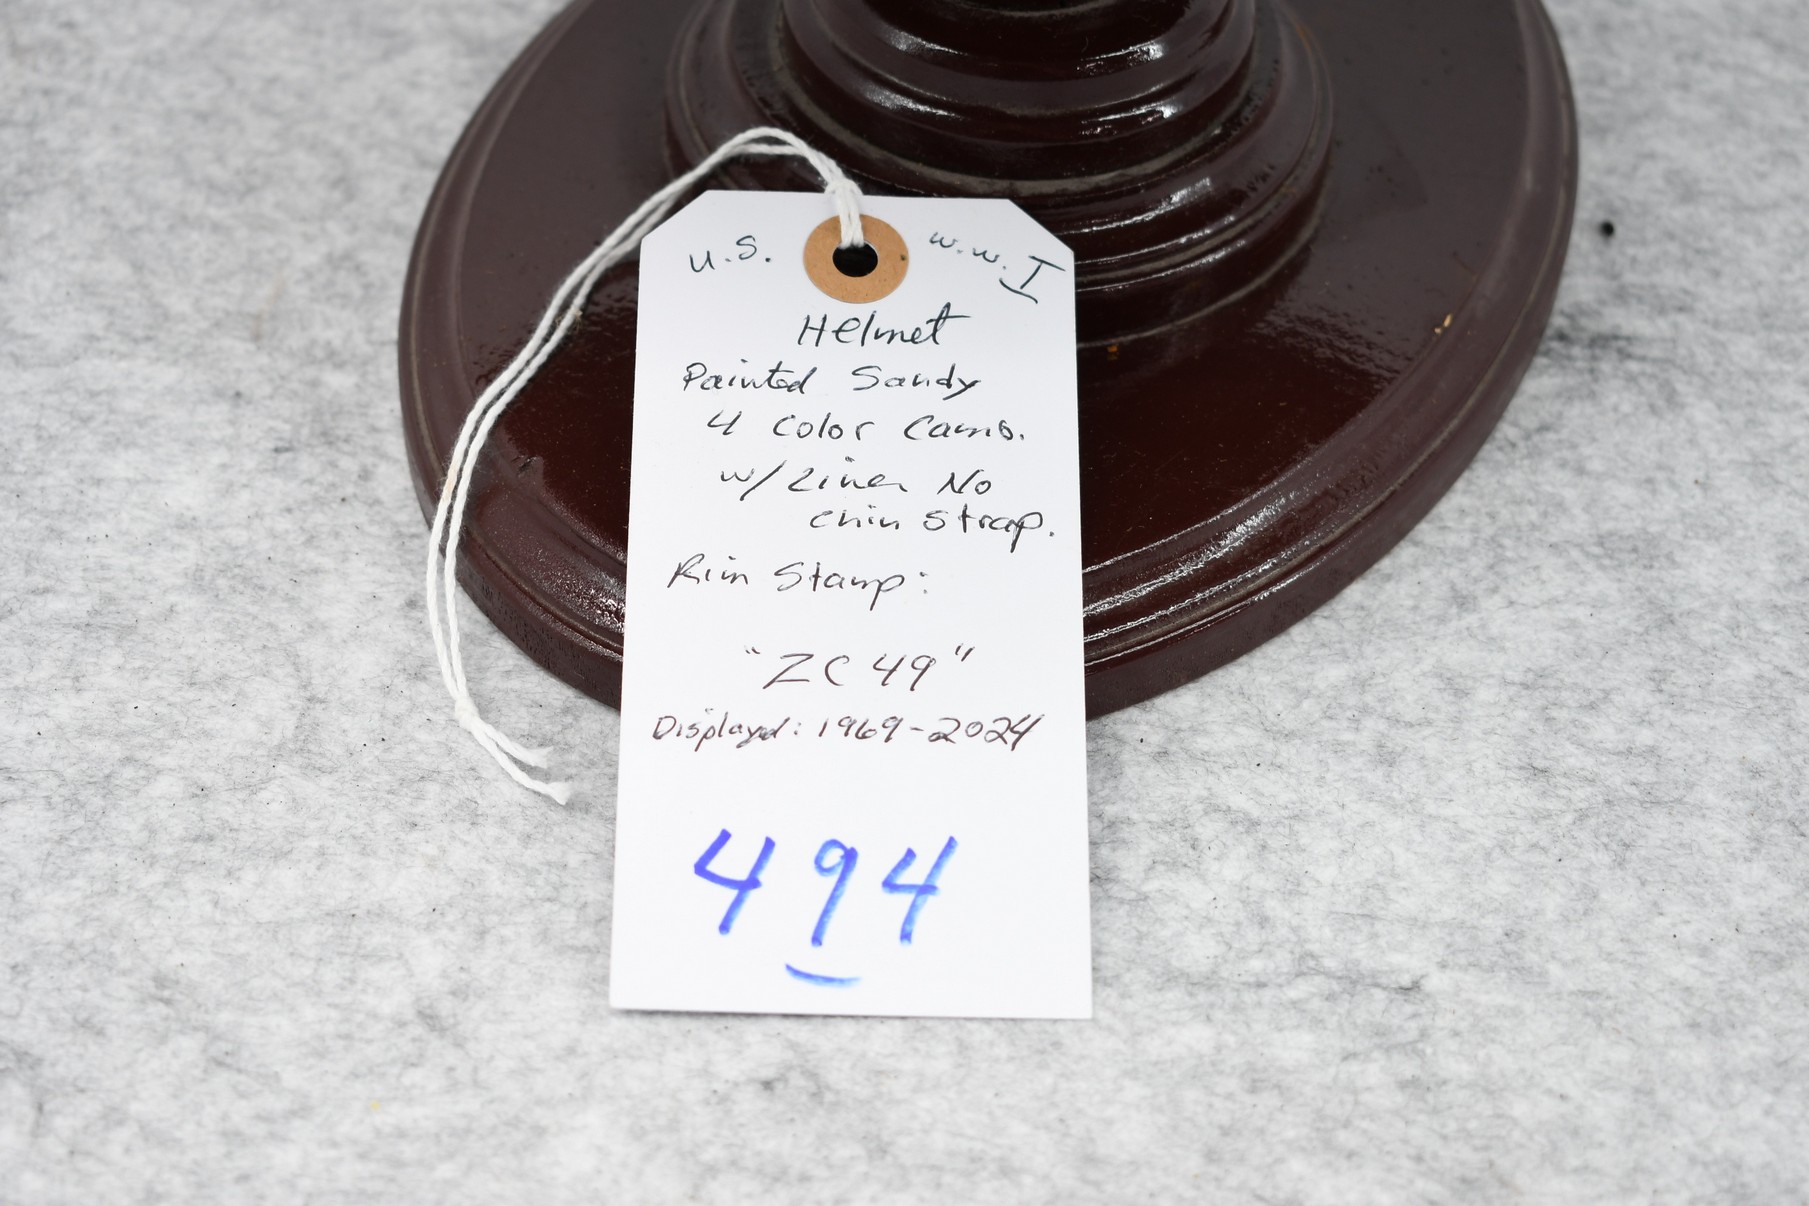 U.S. W.W.I
Helmet
Painted Sandy
4 Color Camo.
w/Liner No
chin strap.
Rim Stamp:
"ZC 49"
Displayed: 1969-2024
494